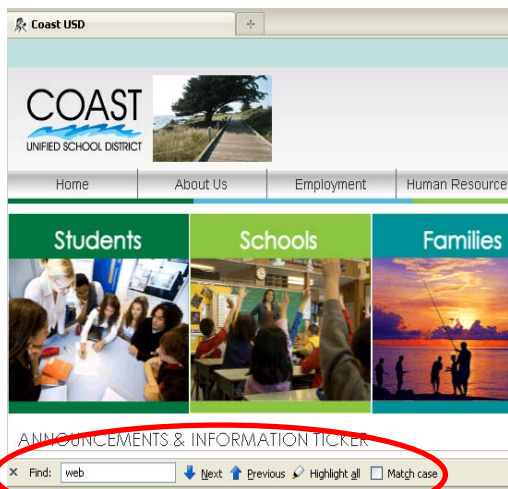 Coast USD
COAST
UNIFIED SCHOOL DISTRICT
Home About Us Employment Human Resource
Students Schools Families
ANNOUNCEMENTS & INFORMATION TICKER
× Find: web Next Previous Highlight all Match case